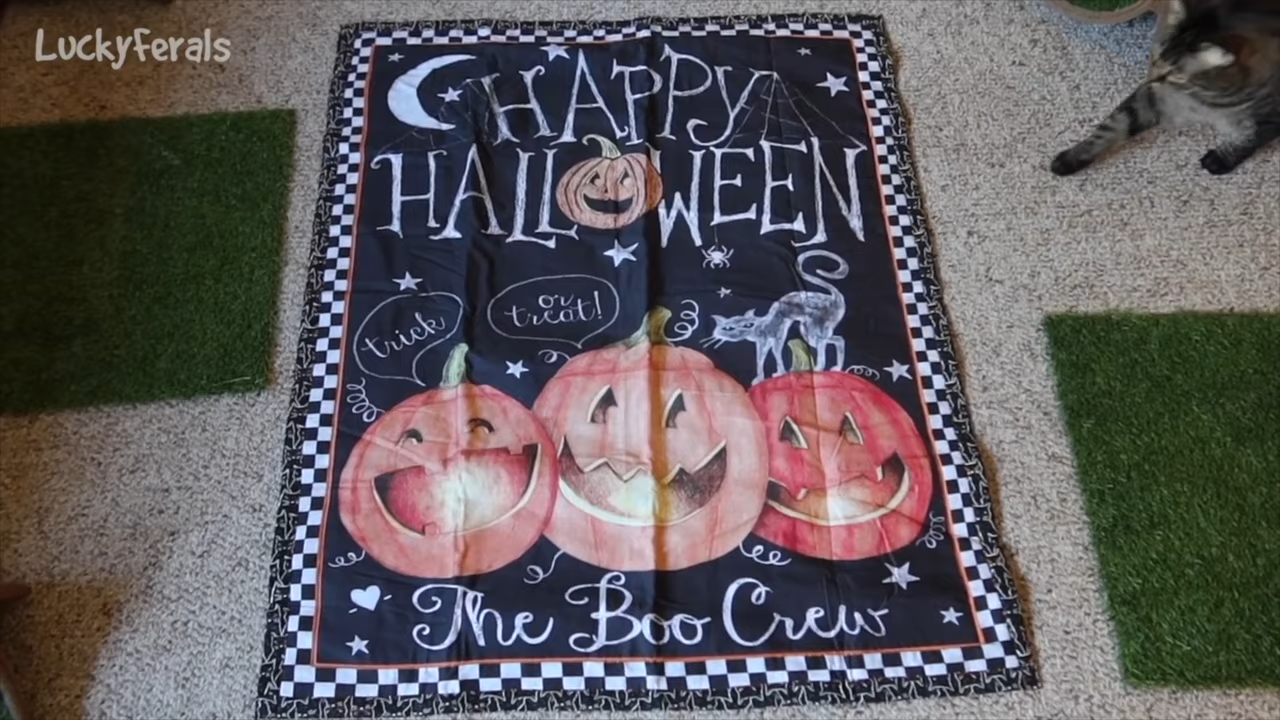 LuckyFerals
HAPPY
HALLOWEEN
trick
or
treat!
The Boo Crew